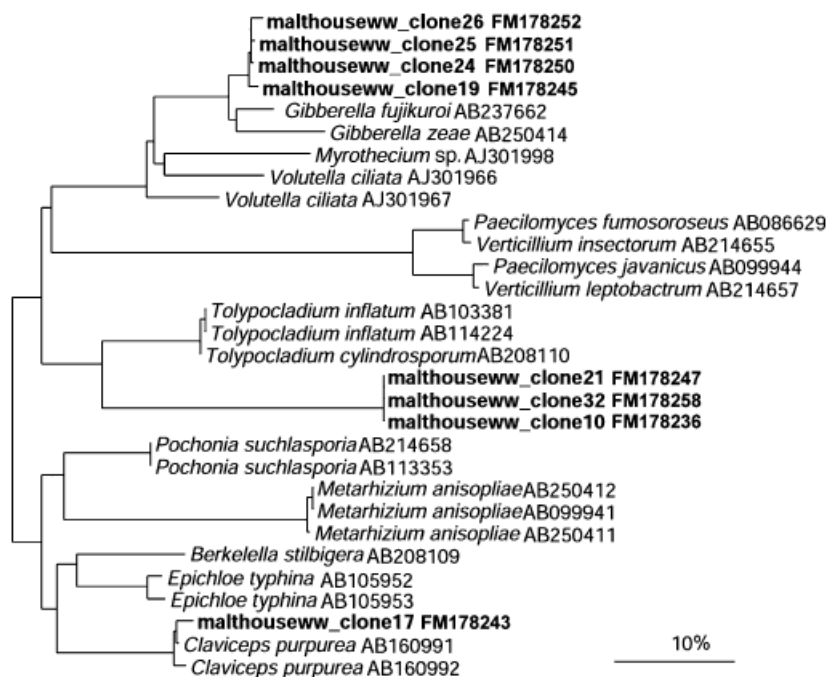 malthouseww_clone26 FM178252
malthouseww_clone25 FM178251
malthouseww_clone24 FM178250
malthouseww_clone19 FM178245
Gibberella fujikuroi AB237662
Gibberella zeae AB250414
Myrothecium sp. AJ301998
Volutella ciliata AJ301966
Volutella ciliata AJ301967
Paecilomyces fumosoroseus AB086629
Verticillium insectorum AB214655
Paecilomyces javanicus AB099944
Verticillium leptobactrum AB214657
Tolypocladium inflatum AB103381
Tolypocladium inflatum AB114224
Tolypocladium cylindrosporum AB208110
malthouseww_clone21 FM178247
malthouseww_clone32 FM178258
malthouseww_clone10 FM178236
Pochonia suchlasporia AB214658
Pochonia suchlasporia AB113353
Metarhizium anisopliae AB250412
Metarhizium anisopliae AB099941
Metarhizium anisopliae AB250411
Berkelella stilbigera AB208109
Epichloe typhina AB105952
Epichloe typhina AB105953
malthouseww_clone17 FM178243
Claviceps purpurea AB160991
Claviceps purpurea AB160992
10%